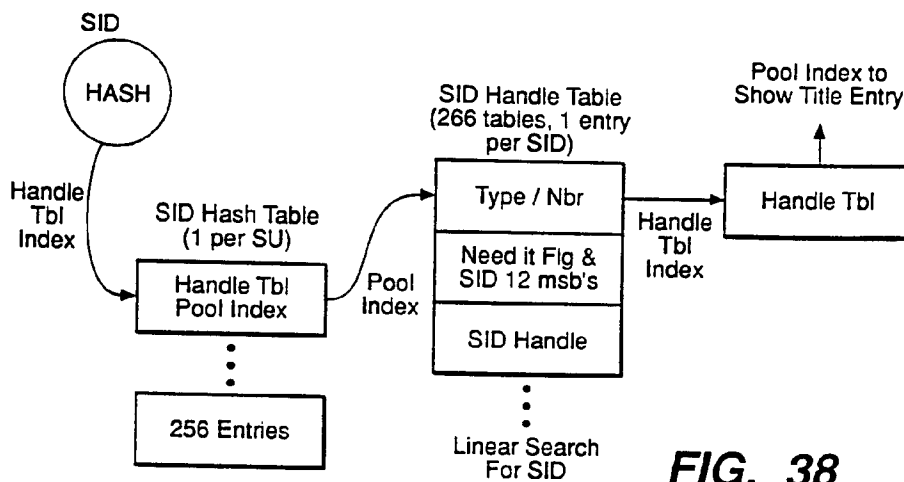 SID
HASH
Handle
Tbl
Index
SID Hash Table
(1 per SU)
Handle Tbl
Pool Index
256 Entries
Pool
Index
SID Handle Table
(266 tables, 1 entry
per SID)
Type / Nbr
Need it Flg &
SID 12 msb's
SID Handle
Linear Search
For SID
Handle
Tbl
Index
Pool Index to
Show Title Entry
Handle Tbl
FIG. 38